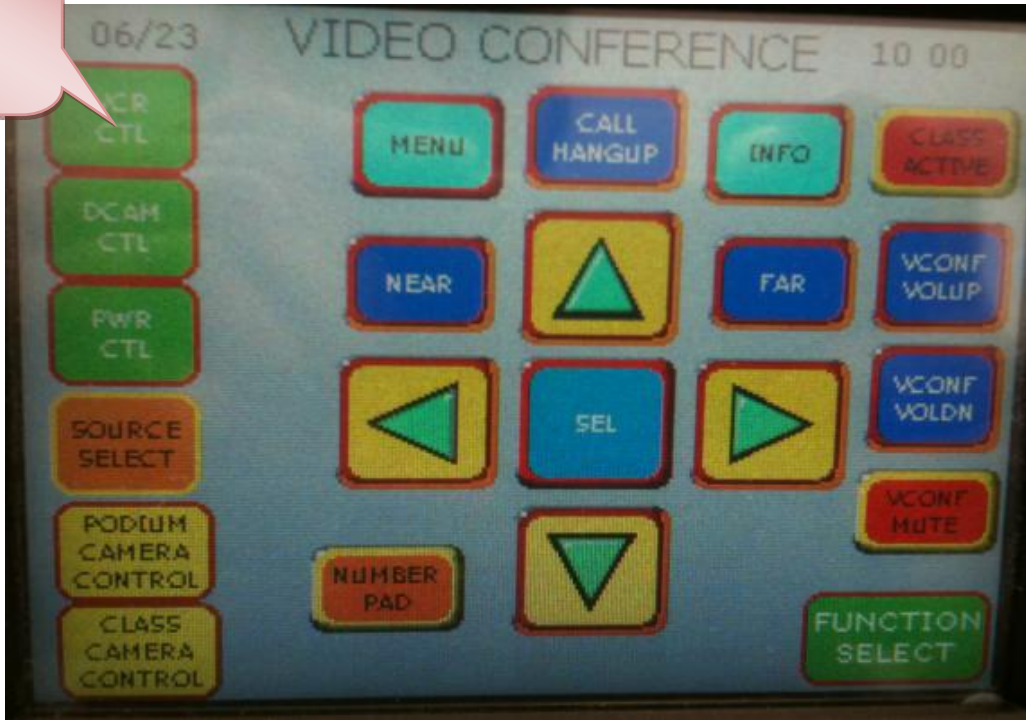 06/23
VIDEO CONFERENCE
10 00
CTL
MENU
CALL
HANGUP
INFO
CLASS
ACTIVE
DCAM
CTL
NEAR
FAR
VCONF
VOLUP
PWR
CTL
SEL
VCONF
VOLDN
SOURCE
SELECT
VCONF
MUTE
PODIUM
CAMERA
CONTROL
NUMBER
PAD
FUNCTION
SELECT
CLASS
CAMERA
CONTROL